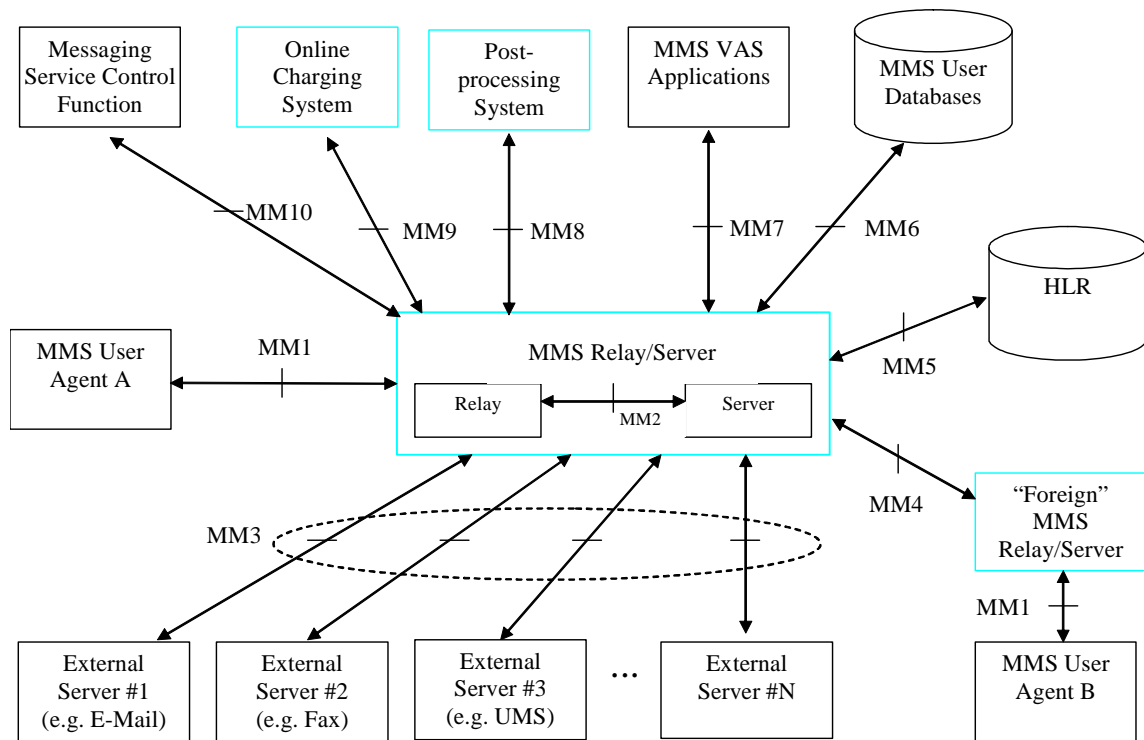 Messaging
Service Control
Function
Online
Charging
System
Post-
processing
System
MMS VAS
Applications
MMS User
Databases
MM10
MM9
MM8
MM7
MM6
HLR
MMS User
Agent A
MM1
MMS Relay/Server
Relay
MM2
Server
MM5
MM4
“Foreign”
MMS
Relay/Server
MM3
MM1
External
Server #1
(e.g. E-Mail)
External
Server #2
(e.g. Fax)
External
Server #3
(e.g. UMS)
...
External
Server #N
MMS User
Agent B